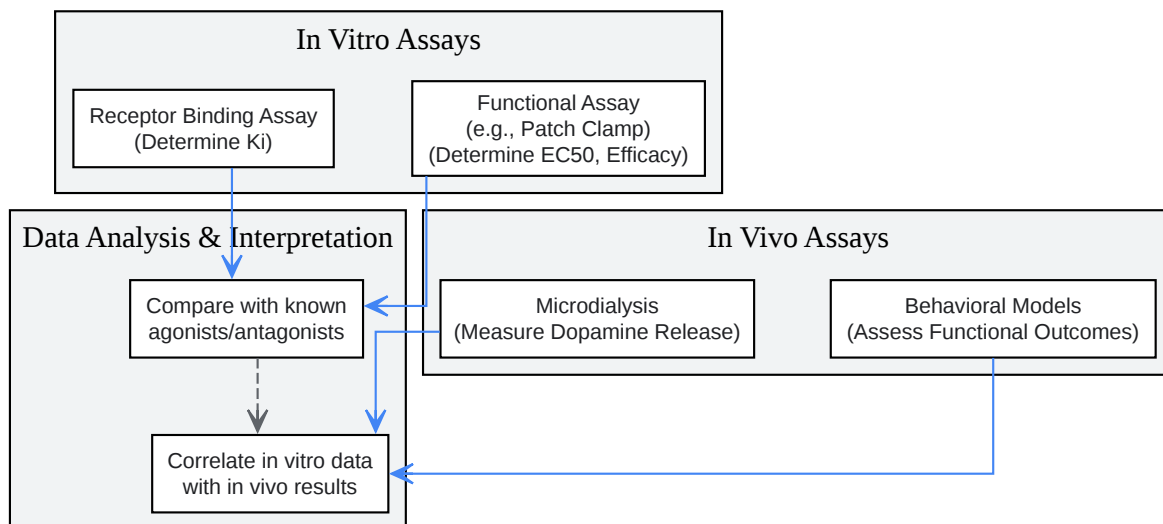 In Vitro Assays
Receptor Binding Assay
(Determine Ki)
Functional Assay
(e.g., Patch Clamp)
(Determine EC50, Efficacy)
Data Analysis & Interpretation
Compare with known
agonists/antagonists
Correlate in vitro data
with in vivo results
In Vivo Assays
Microdialysis
(Measure Dopamine Release)
Behavioral Models
(Assess Functional Outcomes)